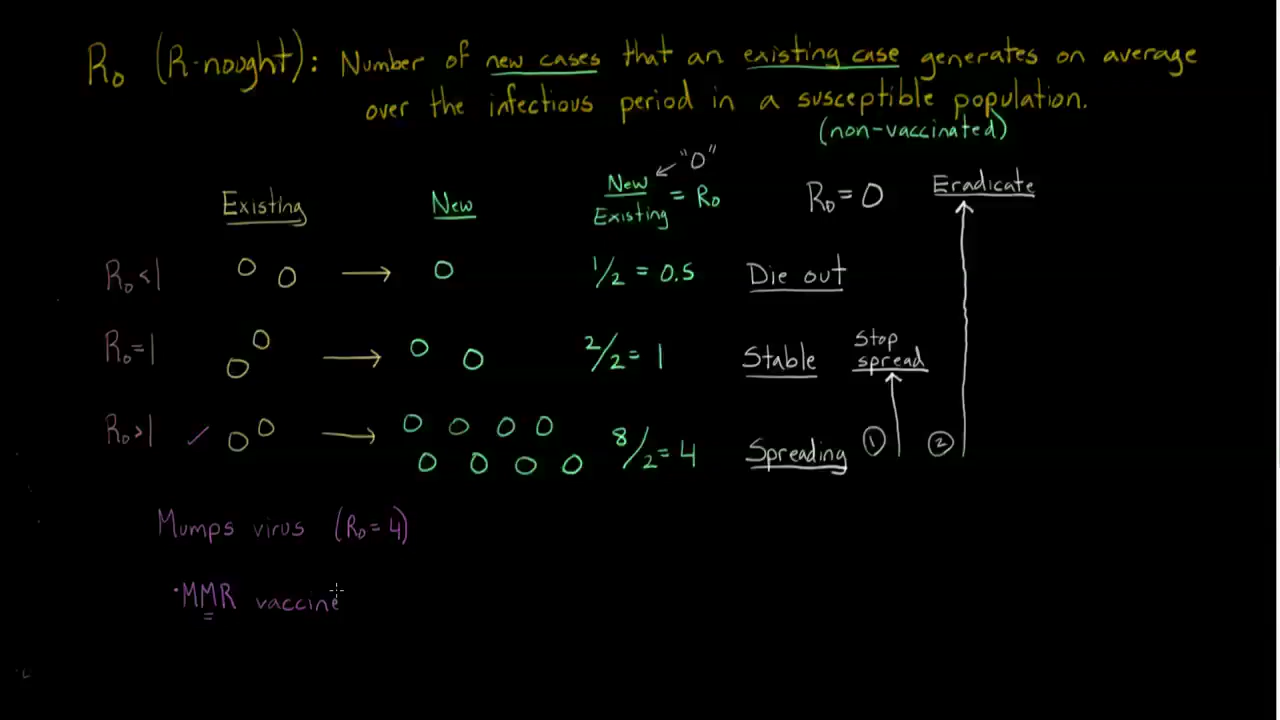 R₀ (R-nought): Number of new cases that an existing case generates on average
over the infectious period in a susceptible population.
(non-vaccinated)
"0"
Existing New New/Existing = R₀ R₀ = 0 Eradicate
R₀<1 → 1/2 = 0.5 Die out
R₀=1 → 2/2 = 1 Stable Stop spread
R₀>1 ✓ → 8/2 = 4 Spreading ① ②
Mumps virus (R₀ = 4)
·MMR vaccine